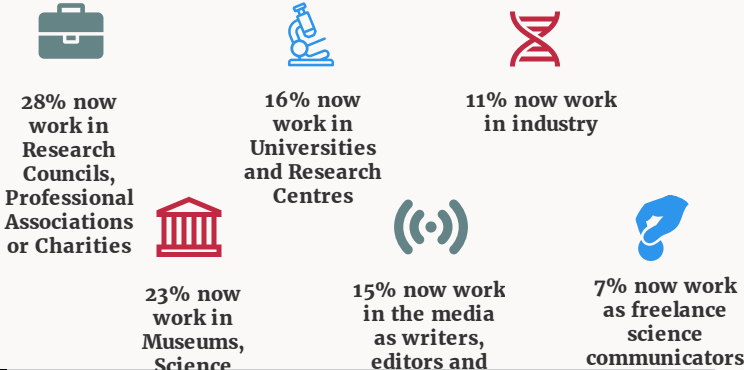 28% now
work in
Research
Councils,
Professional
Associations
or Charities
16% now
work in
Universities
and Research
Centres
11% now work
in industry
23% now
work in
Museums,
Science
15% now work
in the media
as writers,
editors and
7% now work
as freelance
science
communicators